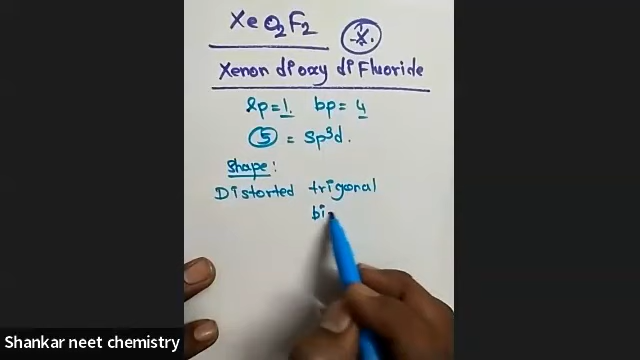 XeO2F2
X
Xenon dioxy diFluoride
lp=1. bp= 4
5 = Sp³d.
Shape:
Distorted trigonal
bi
Shankar neet chemistry